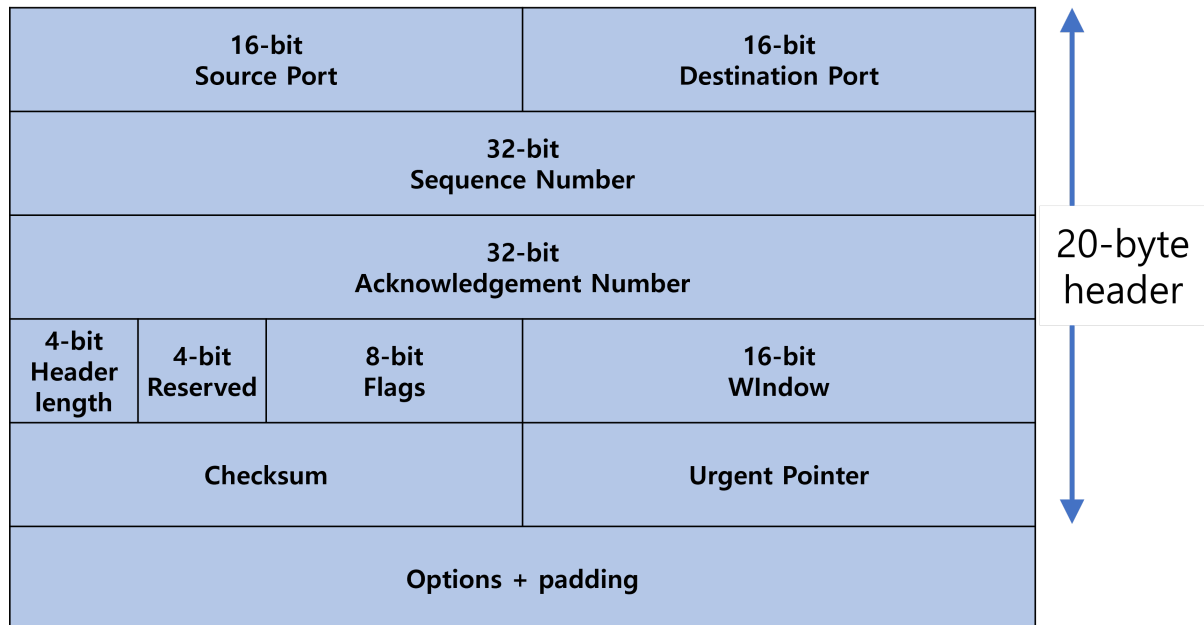 16-bit
Source Port
16-bit
Destination Port
32-bit
Sequence Number
32-bit
Acknowledgement Number
20-byte
header
4-bit
Header
length
4-bit
Reserved
8-bit
Flags
16-bit
WIndow
Checksum
Urgent Pointer
Options + padding